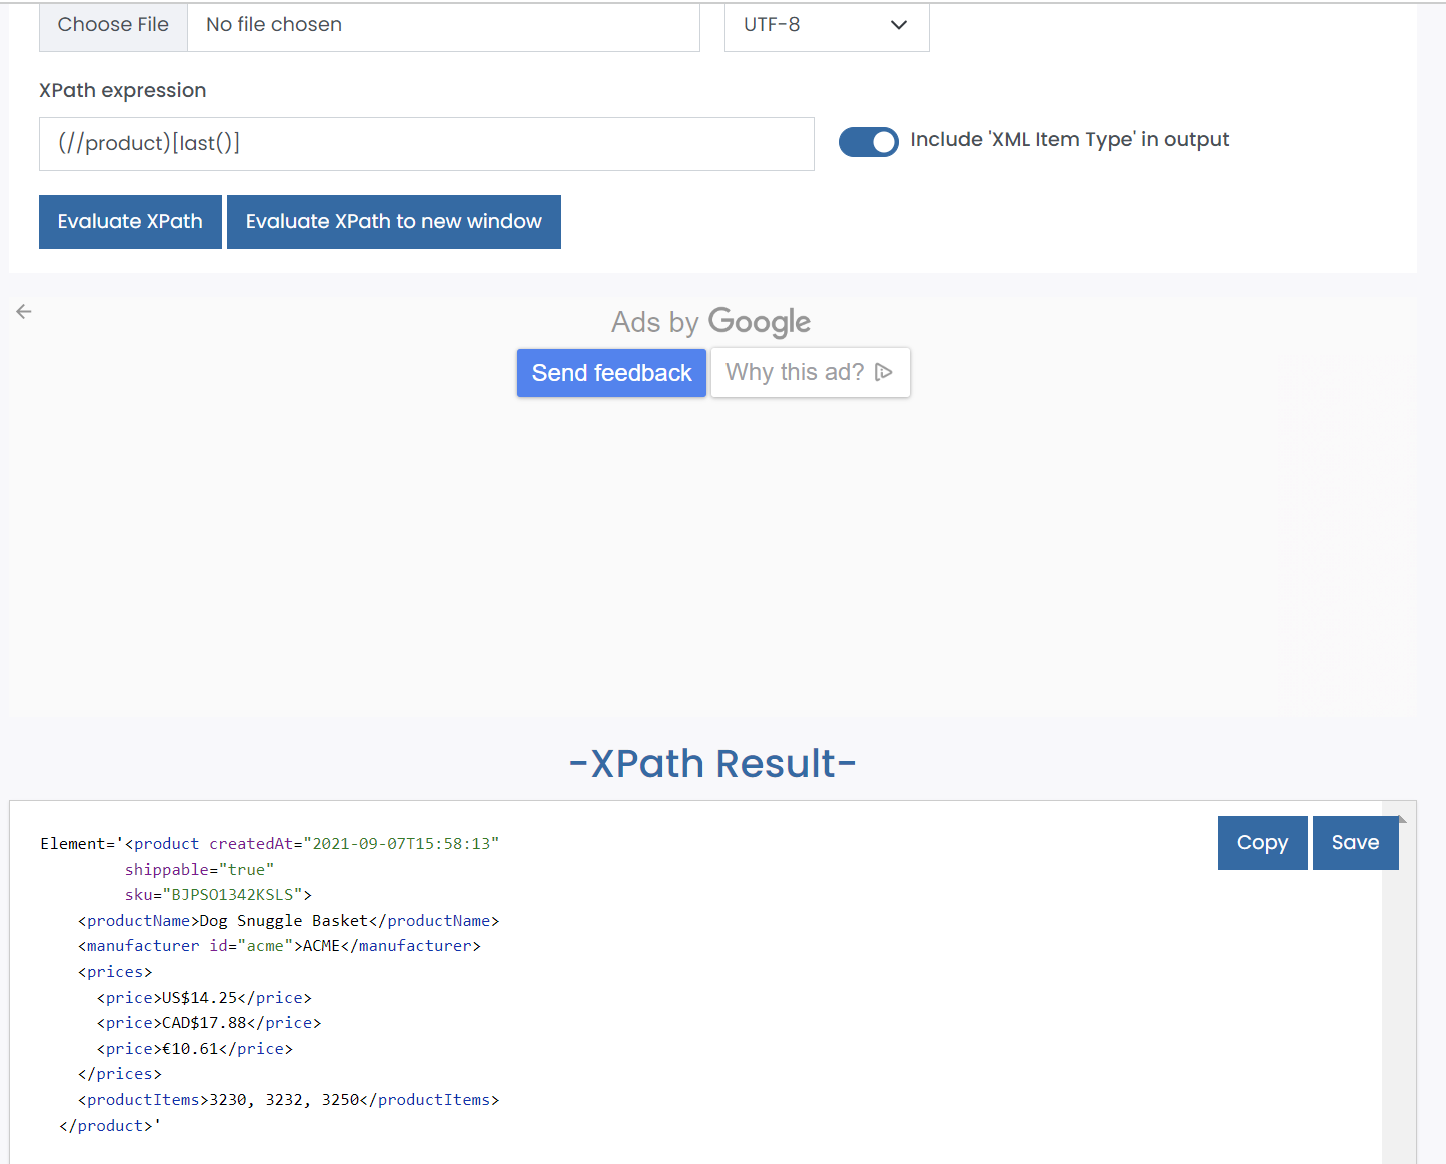 Choose File No file chosen UTF-8
XPath expression
(//product)[last()]
Include 'XML Item Type' in output
Evaluate XPath Evaluate XPath to new window
Ads by Google
Send feedback Why this ad?
-XPath Result-
Copy Save
Element='<product createdAt="2021-09-07T15:58:13"
shippable="true"
sku="BJPSO1342KSLS">
<productName>Dog Snuggle Basket</productName>
<manufacturer id="acme">ACME</manufacturer>
<prices>
<price>US$14.25</price>
<price>CAD$17.88</price>
<price>€10.61</price>
</prices>
<productItems>3230, 3232, 3250</productItems>
</product>'